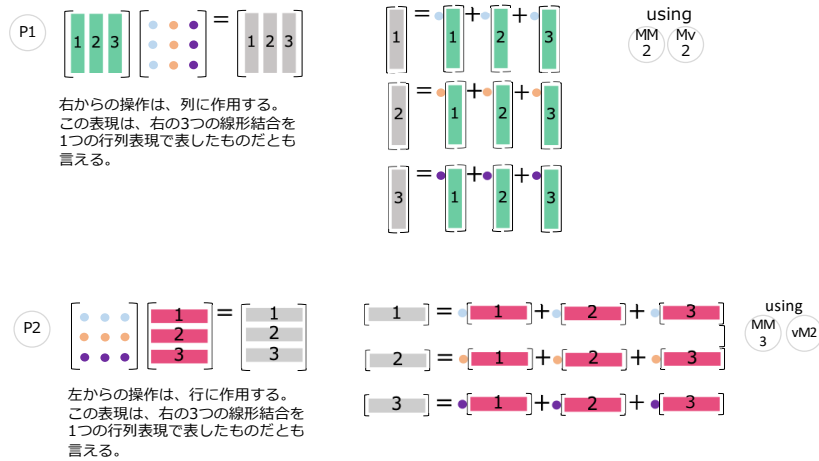 P1
1 2 3 = 1 2 3
1 = 1 + 2 + 3
2 = 1 + 2 + 3
3 = 1 + 2 + 3
using
MM 2 Mv 2
右からの操作は、列に作用する。
この表現は、右の3つの線形結合を
1つの行列表現で表したものだとも
言える。
P2
1 = 1
2 2
3 3
1 = 1 + 2 + 3
2 = 1 + 2 + 3
3 = 1 + 2 + 3
using
MM 3 vM2
左からの操作は、行に作用する。
この表現は、右の3つの線形結合を
1つの行列表現で表したものだとも
言える。